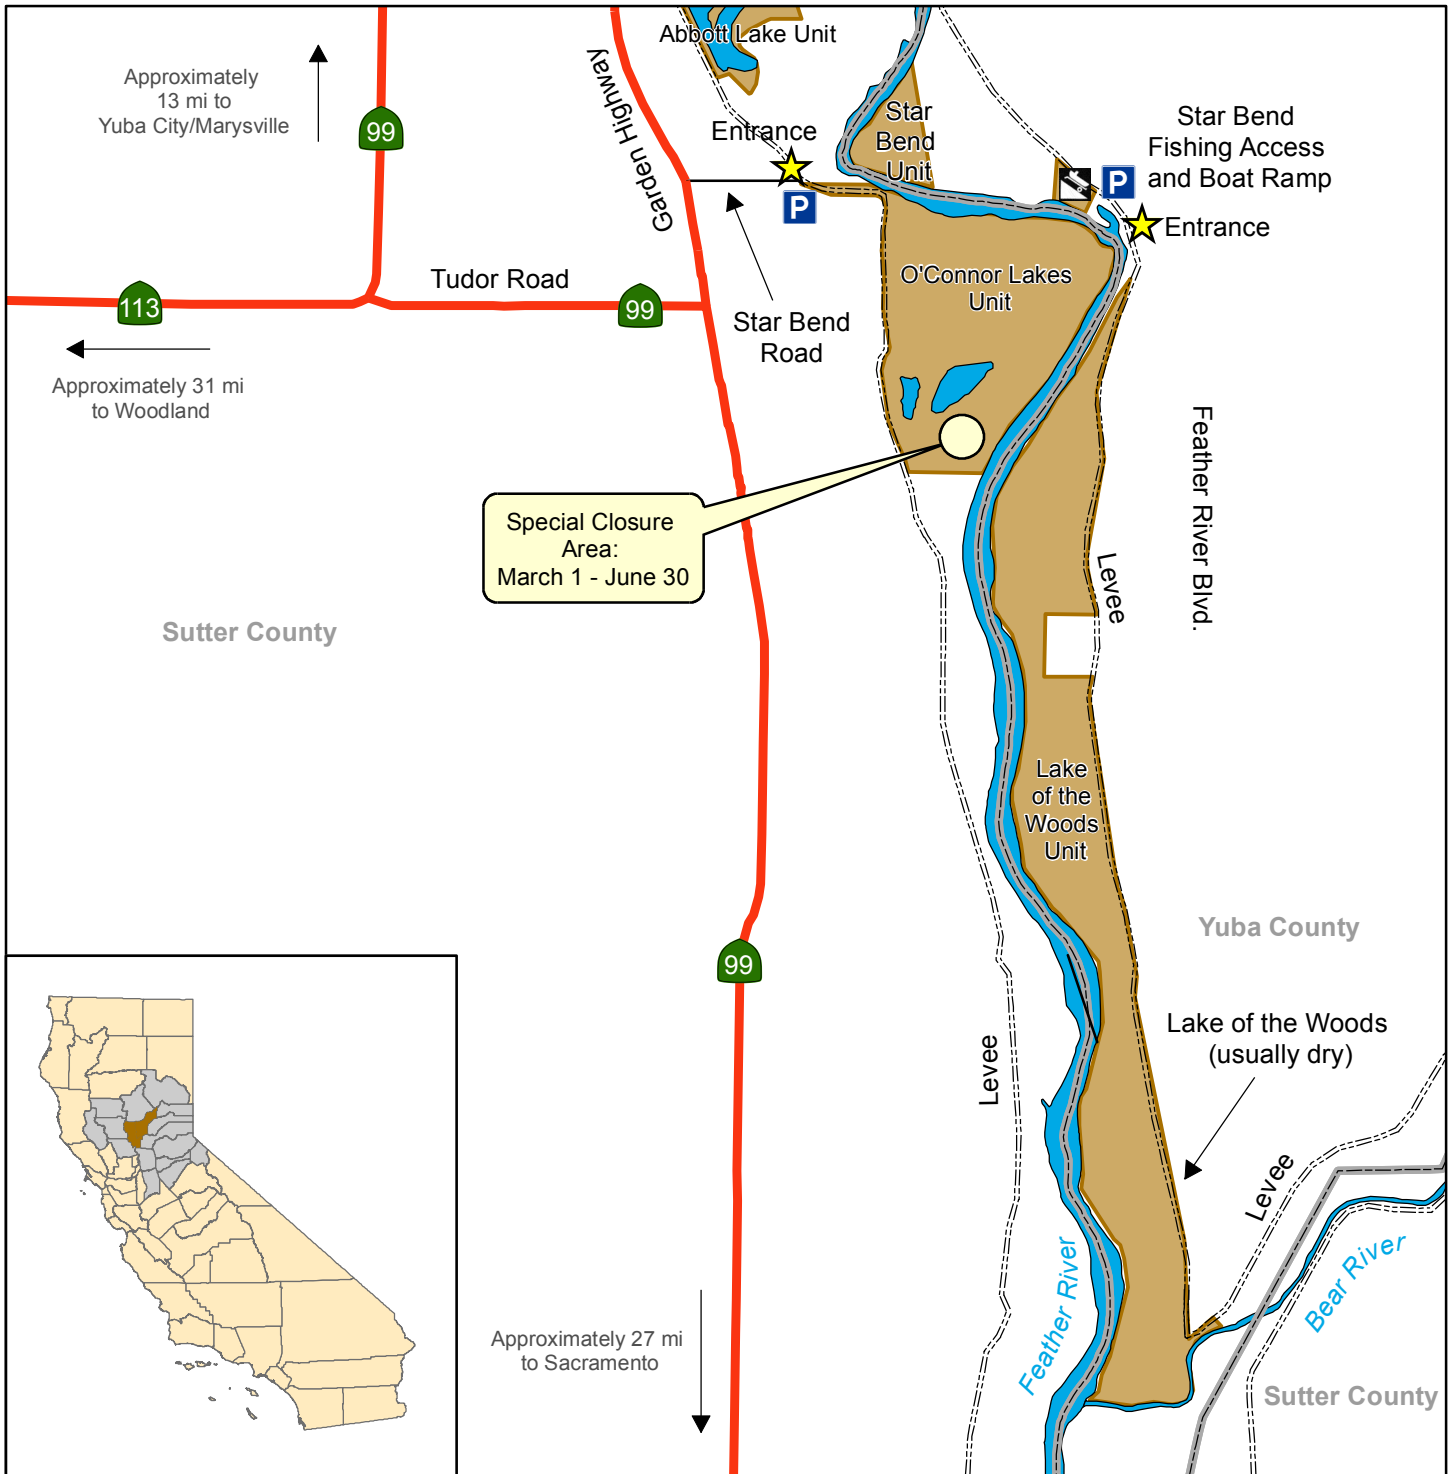 Abbott Lake Unit
Approximately
13 mi to
Yuba City/Marysville
99
Garden Highway
Entrance
P
Star
Bend
Unit
Star Bend
Fishing Access
and Boat Ramp
P
Entrance
Tudor Road
113
99
O'Connor Lakes
Unit
Star Bend
Road
Approximately 31 mi
to Woodland
Feather River Blvd.
Special Closure
Area:
March 1 - June 30
Levee
Sutter County
Lake
of the
Woods
Unit
Yuba County
99
Lake of the Woods
(usually dry)
Levee
Levee
Feather River
Bear River
Approximately 27 mi
to Sacramento
Sutter County